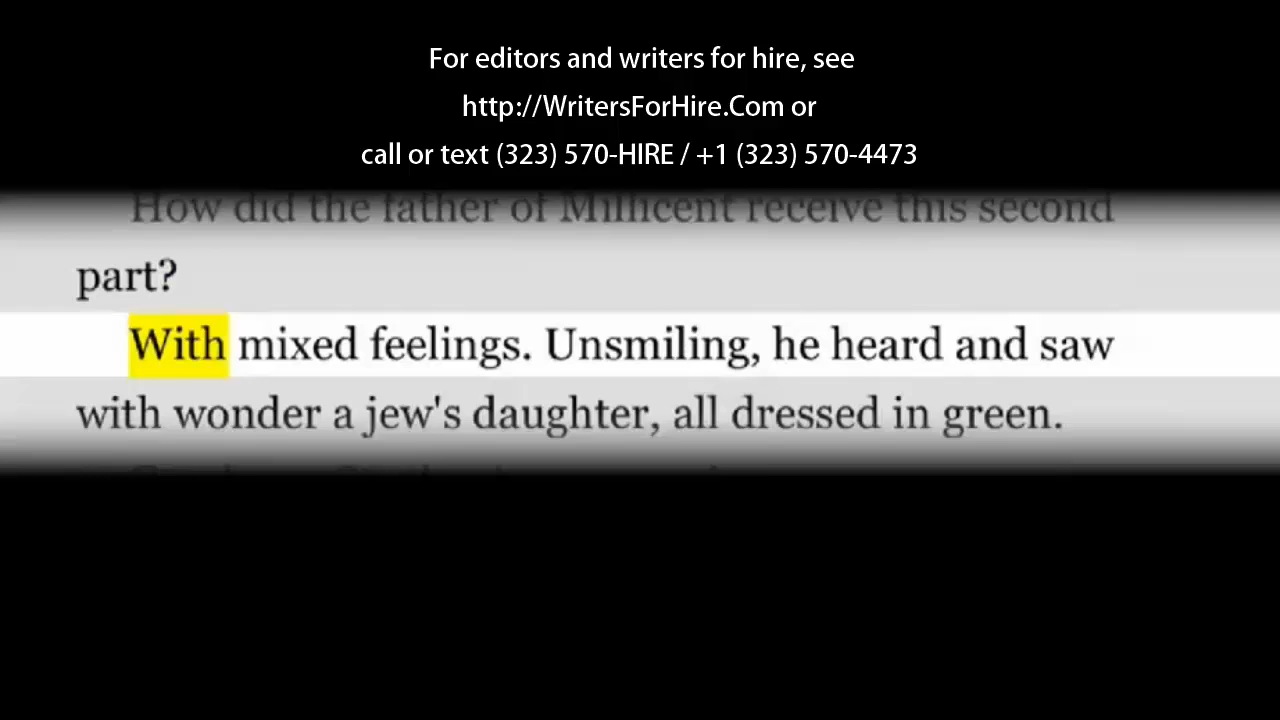 For editors and writers for hire, see
http://WritersForHire.Com or
call or text (323) 570-HIRE / +1 (323) 570-4473
How did the father of Millicent receive this second
part?
With mixed feelings. Unsmiling, he heard and saw
with wonder a jew's daughter, all dressed in green.